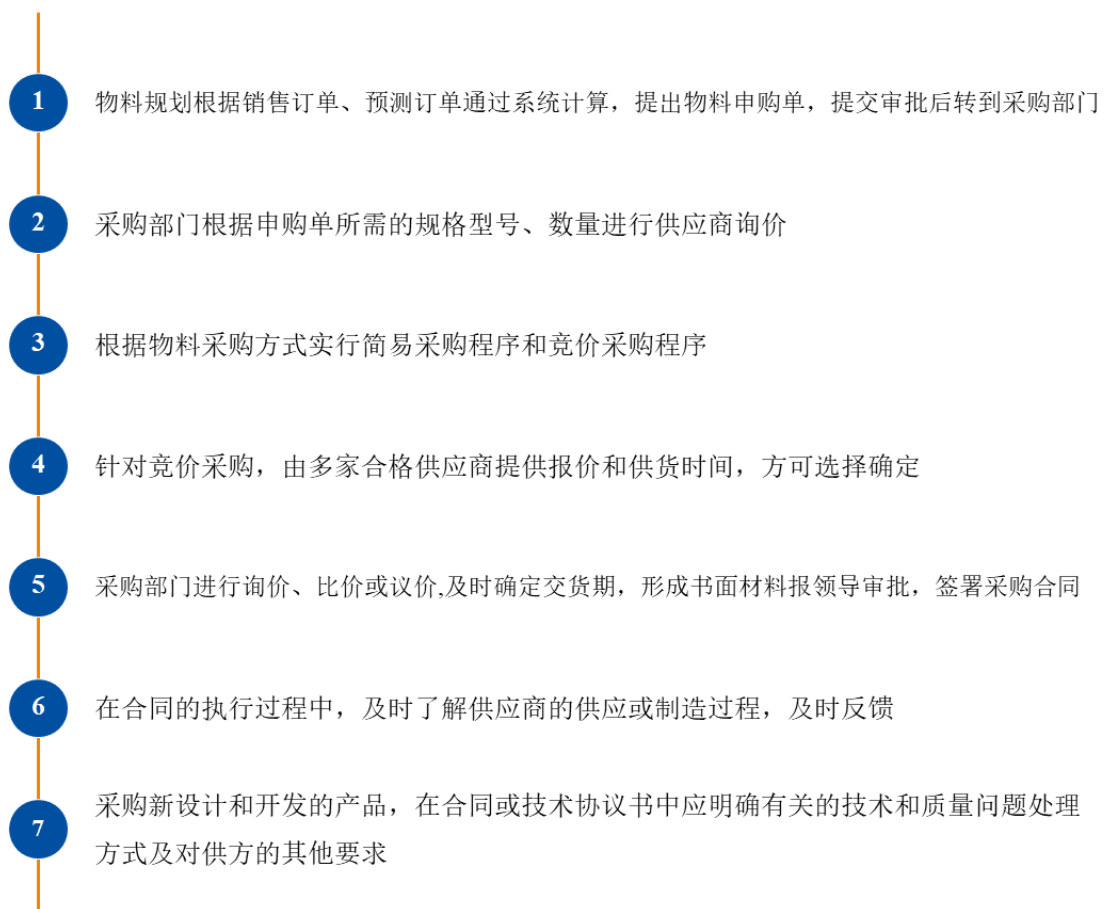 1
物料规划根据销售订单、预测订单通过系统计算，提出物料申购单，提交审批后转到采购部门
2
采购部门根据申购单所需的规格型号、数量进行供应商询价
3
根据物料采购方式实行简易采购程序和竞价采购程序
4
针对竞价采购，由多家合格供应商提供报价和供货时间，方可选择确定
5
采购部门进行询价、比价或议价,及时确定交货期，形成书面材料报领导审批，签署采购合同
6
在合同的执行过程中，及时了解供应商的供应或制造过程，及时反馈
7
采购新设计和开发的产品，在合同或技术协议书中应明确有关的技术和质量问题处理
方式及对供方的其他要求